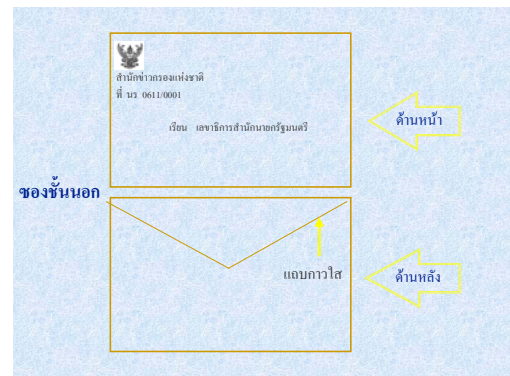 สำนักข่าวกรองแห่งชาติ
ที่ นร 0611/0001
เรียน เลขาธิการสำนักนายกรัฐมนตรี
ด้านหน้า
ซองชั้นนอก
แถบกาวใส
ด้านหลัง